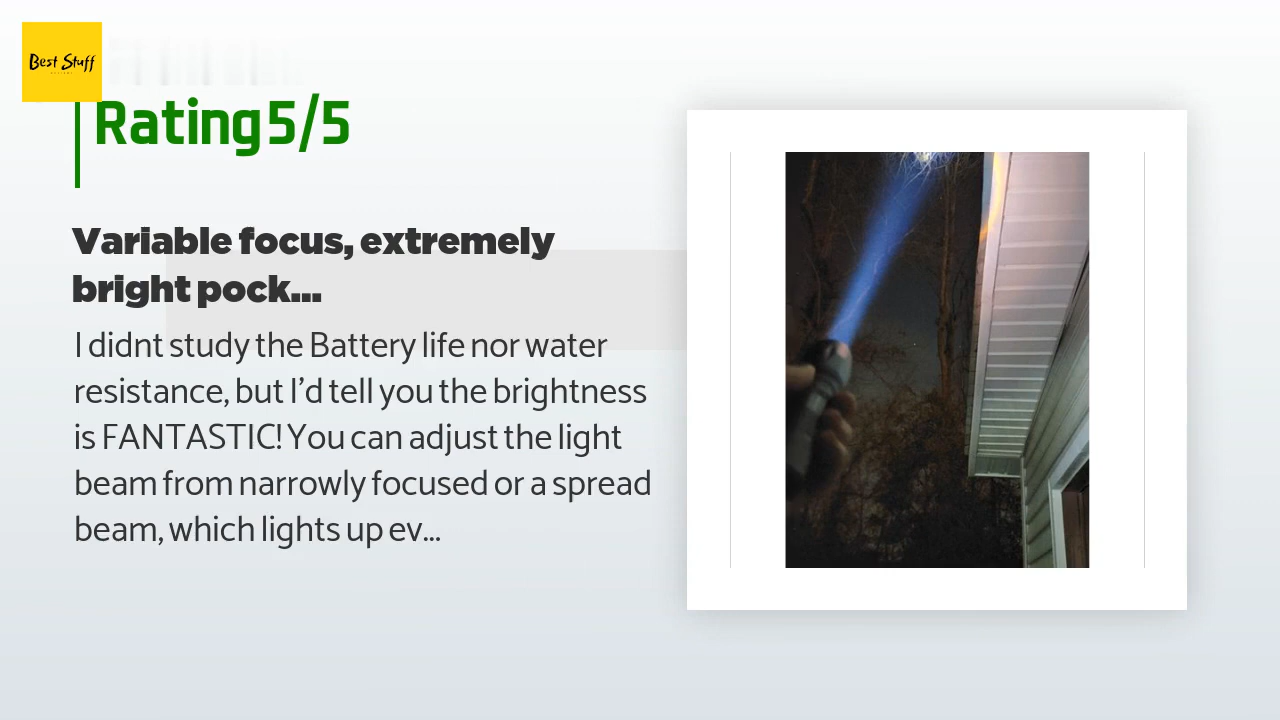 Best Stuff
Rating 5/5
Variable focus, extremely
bright pock...
I didnt study the Battery life nor water
resistance, but I'd tell you the brightness
is FANTASTIC! You can adjust the light
beam from narrowly focused or a spread
beam, which lights up ev...